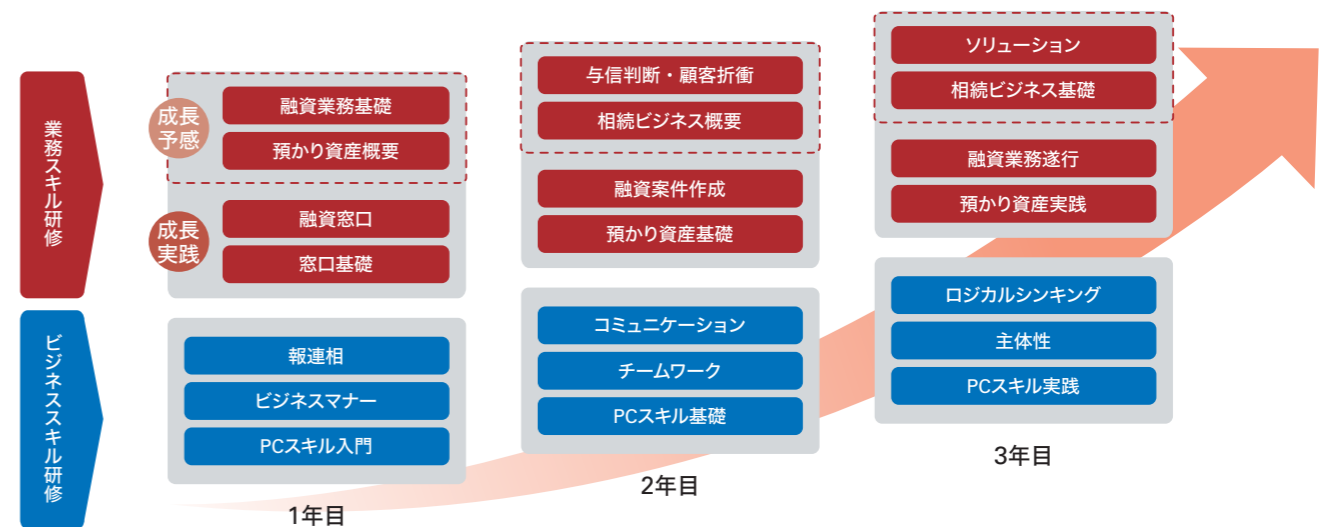 業務スキル研修
成長
予感
融資業務基礎
預かり資産概要
成長
実践
融資窓口
窓口基礎
与信判断・顧客折衝
相続ビジネス概要
融資案件作成
預かり資産基礎
ソリューション
相続ビジネス基礎
融資業務遂行
預かり資産実践
ビジネススキル研修
報連相
ビジネスマナー
PCスキル入門
コミュニケーション
チームワーク
PCスキル基礎
ロジカルシンキング
主体性
PCスキル実践
1年目
2年目
3年目